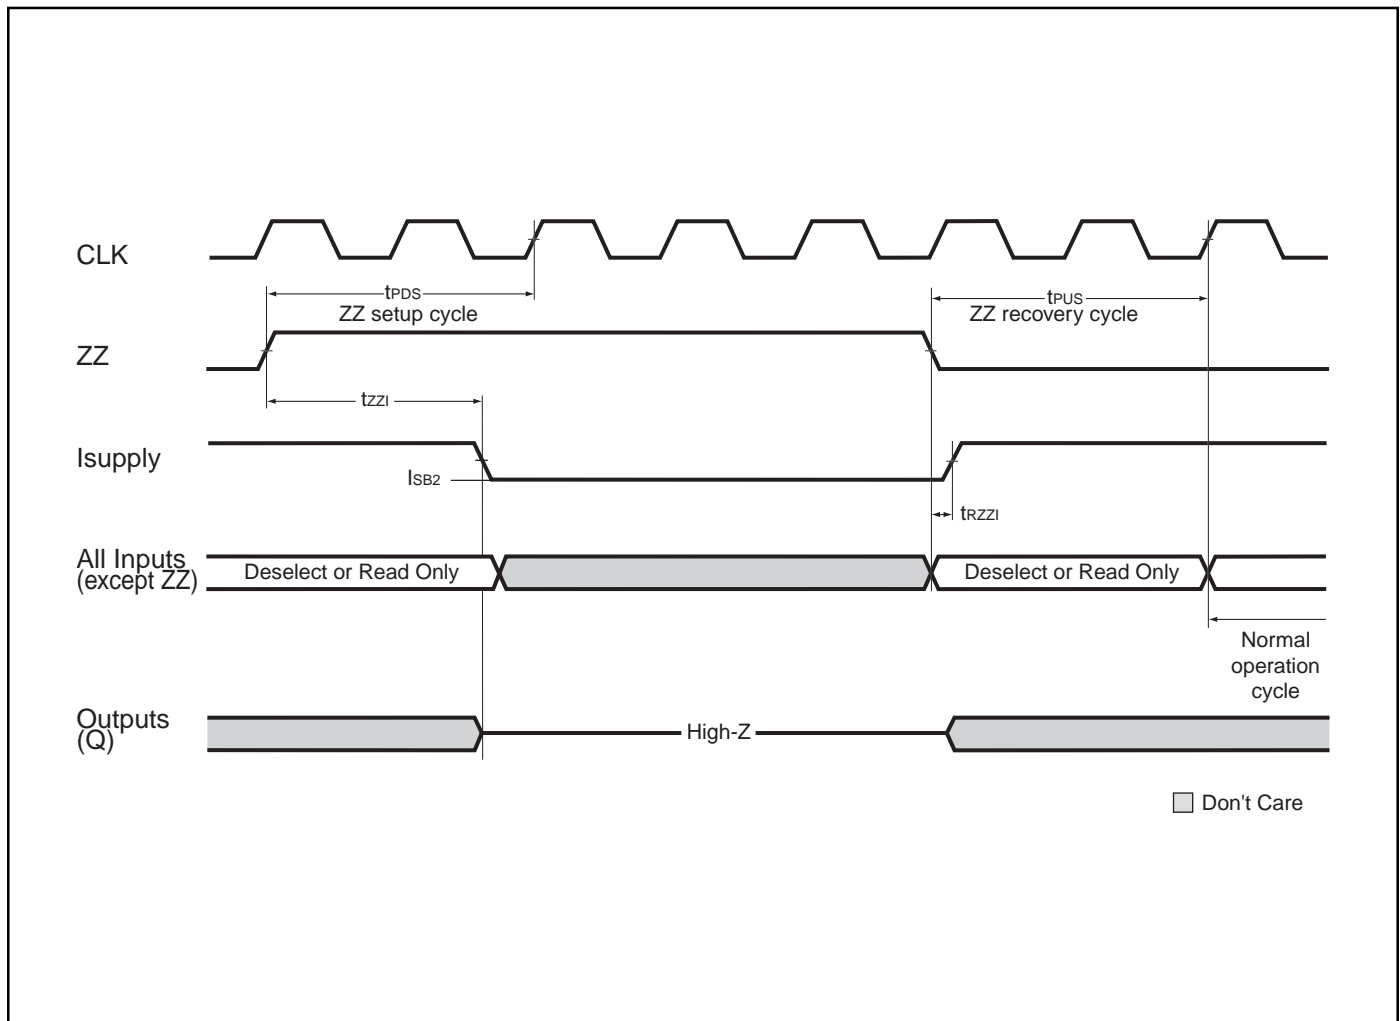 CLK
tPDS
ZZ setup cycle
tPUS
ZZ recovery cycle
ZZ
tZZI
Isupply
ISB2
tRZZI
All Inputs
(except ZZ)
Deselect or Read Only
Deselect or Read Only
Normal
operation
cycle
Outputs
(Q)
High-Z
Don't Care